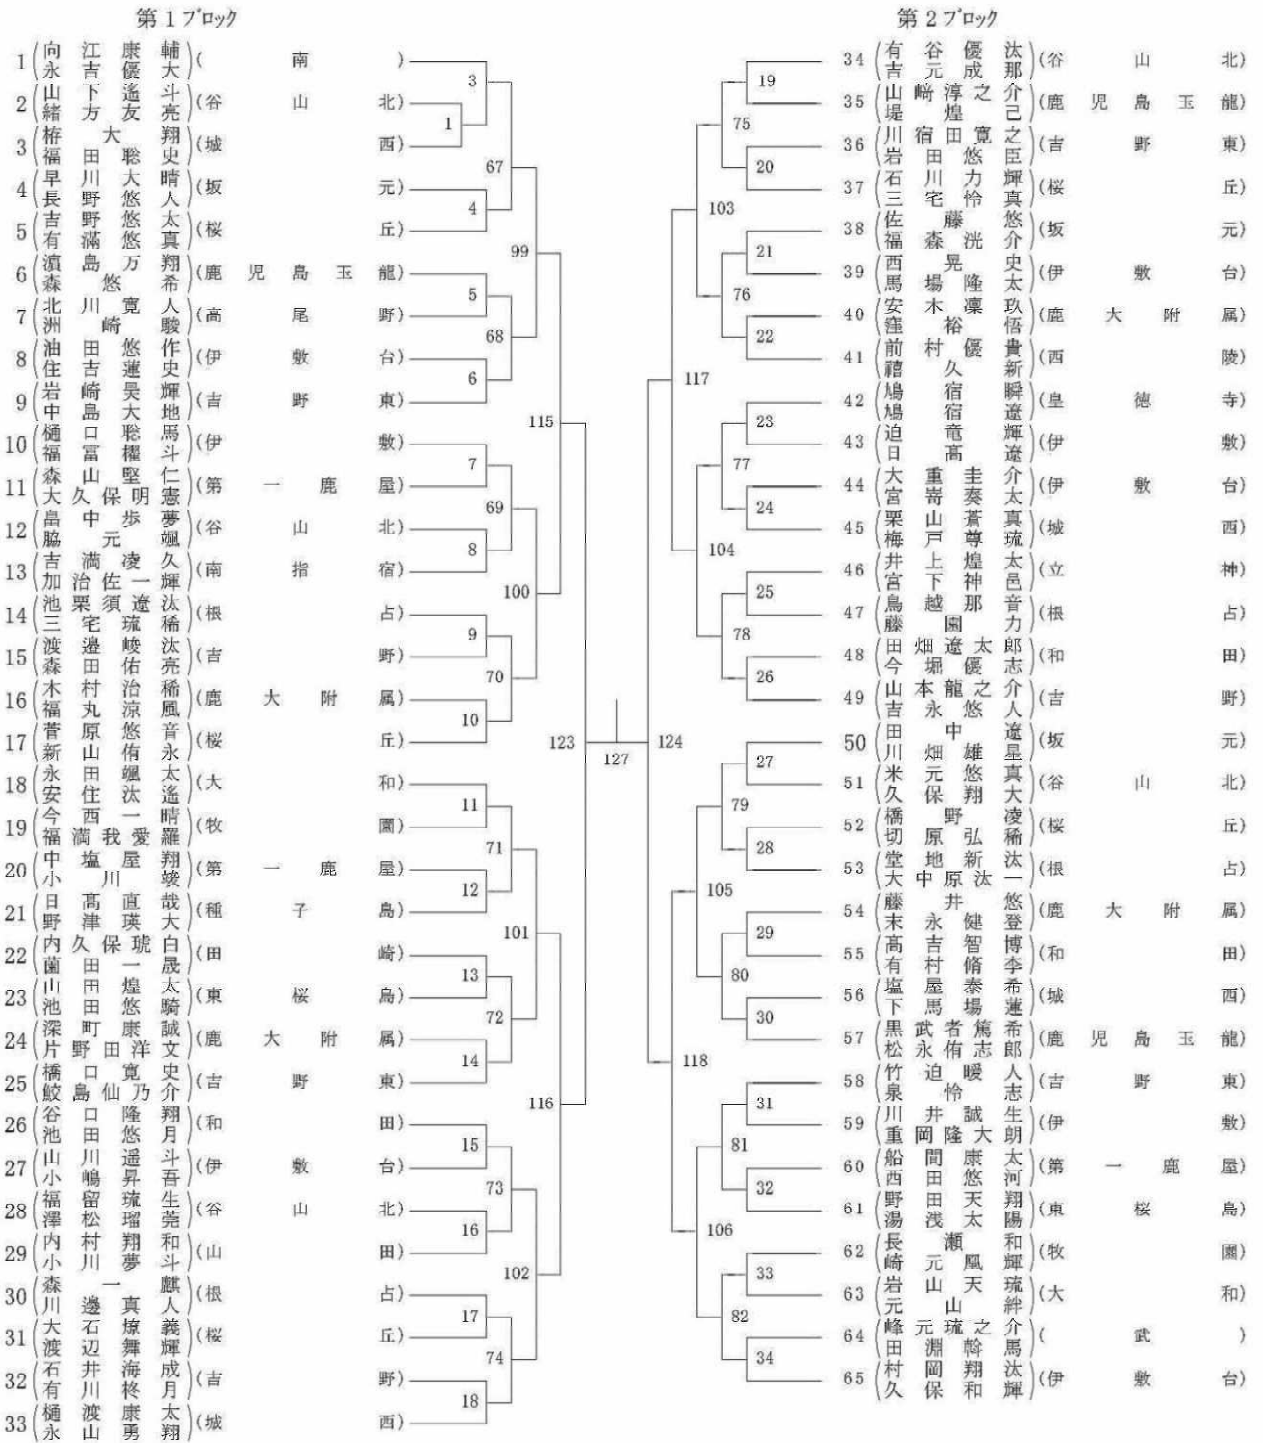 第1ブロック
1 (向江康輔 永吉優大) (南)
2 (山下遙斗 緒方友亮) (谷山北)
3 (栫大翔 福田聡史) (城西)
4 (早川大晴 長野悠人) (坂元)
5 (吉野悠太 有滿悠真) (桜丘)
6 (濵島万翔 森悠希) (鹿児島玉龍)
7 (北川寛人 洲崎駿) (高尾野)
8 (油田悠作 住吉蓮史) (伊敷台)
9 (岩崎昊輝 中島大地) (吉野東)
10 (樋口聡馬 福冨櫂斗) (伊敷)
11 (森山堅仁 大久保明憲) (第一鹿屋)
12 (畠中歩夢 脇元颯) (谷山北)
13 (吉満凌久 加治佐一輝) (南指宿)
14 (池栗須遼汰 三宅琉稀) (根占)
15 (渡邉崚汰 森田佑亮) (吉野)
16 (木村治稀 福丸涼風) (鹿大附属)
17 (菅原悠音 新山侑永) (桜丘)
18 (永田颯太 安住汰遙) (大和)
19 (今西一晴 福満我愛羅) (牧園)
20 (中塩屋翔 小川竣) (第一鹿屋)
21 (日髙直哉 野津瑛大) (種子島)
22 (内久保琥白 薗田一晟) (田崎)
23 (山田煌太 池田悠騎) (東桜島)
24 (深町康誠 片野田洋文) (鹿大附属)
25 (橋口寛史 鮫島仙乃介) (吉野東)
26 (谷口隆翔 池田悠月) (和田)
27 (山川遥斗 小嶋昇吾) (伊敷台)
28 (福留琉生 澤松瑠莞) (谷山北)
29 (内村翔和 小川夢斗) (山田)
30 (森一麒 川邊真人) (根占)
31 (大石燎義 渡辺舞輝) (桜丘)
32 (石井海成 有川柊月) (吉野)
33 (樋渡康太 永山勇翔) (城西)
3
1
67
4
99
5
68
6
115
7
69
8
100
9
70
10
123
11
71
12
101
13
72
14
116
15
73
16
102
17
74
18
127
第2ブロック
34 (有谷優汰 吉元成那) (谷山北)
35 (山﨑淳之介 堤煌己) (鹿児島玉龍)
36 (川宿田寛之 岩田悠臣) (吉野東)
37 (石川力輝 三宅怜真) (桜丘)
38 (佐藤悠 福森洸介) (坂元)
39 (西晃史 馬場隆太) (伊敷台)
40 (安木凜玖 窪裕悟) (鹿大附属)
41 (前村優貴 禧久新) (西陵)
42 (鳩宿瞬 鳩宿遼) (皇徳寺)
43 (迫竜輝 日髙遼) (伊敷)
44 (大重圭介 宮嵜奏太) (伊敷台)
45 (栗山蒼真 梅戸尊琉) (城西)
46 (井上煌太 宮下神邑) (立神)
47 (鳥越那音 藤園力) (根占)
48 (田畑遼太郎 今堀優志) (和田)
49 (山本龍之介 吉永悠人) (吉野)
50 (田中遼 川畑雄星) (坂元)
51 (米元悠真 久保翔大) (谷山北)
52 (橋野凌 切原弘稀) (桜丘)
53 (堂地新汰 大中原汰一) (根占)
54 (藤井悠 末永健登) (鹿大附属)
55 (髙吉智博 有村脩李) (和田)
56 (塩屋泰希 下馬場蓮) (城西)
57 (黒武者篤希 松永侑志郎) (鹿児島玉龍)
58 (竹迫暖人 泉怜志) (吉野東)
59 (川井誠生 重岡隆大朗) (伊敷)
60 (船間康太 西田悠河) (第一鹿屋)
61 (野田天翔 湯浅太陽) (東桜島)
62 (長瀬和 崎元凰輝) (牧園)
63 (岩山天琉 元山絆) (大和)
64 (峰元琉之介 田淵幹馬) (武)
65 (村岡翔汰 久保和輝) (伊敷台)
19
75
20
103
21
76
22
117
23
77
24
104
25
78
26
124
27
79
28
105
29
80
30
118
31
81
32
106
33
82
34